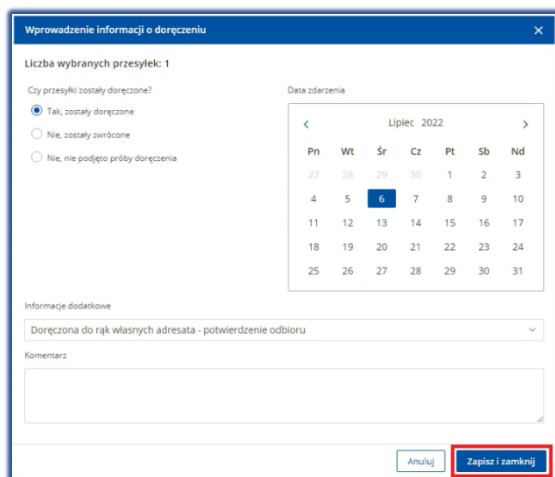 Wprowadzenie informacji o doręczeniu
Liczba wybranych przesyłek: 1
Czy przesyłki zostały doręczone?
Tak, zostały doręczone
Nie, zostały zwrócone
Nie, nie podjęto próby doręczenia
Data zdarzenia
Lipiec 2022
Pn Wt Śr Cz Pt Sb Nd
27 28 29 30 1 2 3
4 5 6 7 8 9 10
11 12 13 14 15 16 17
18 19 20 21 22 23 24
25 26 27 28 29 30 31
Informacje dodatkowe
Doręczona do rąk własnych adresata - potwierdzenie odbioru
Komentarz
Anuluj Zapisz i zamknij